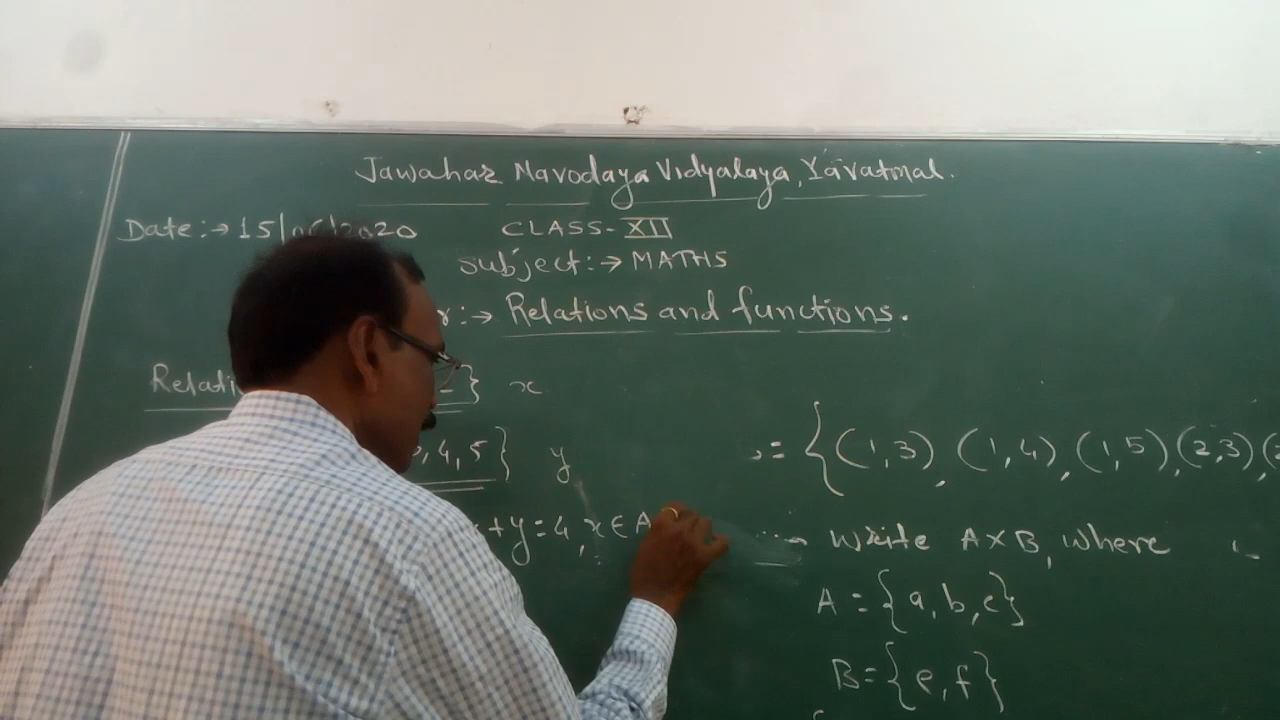 Jawahar Navodaya Vidyalaya, Yavatmal.
Date:→ 15/06/2020 CLASS- XII
Subject:→ MATHS
r:→ Relations and functions.
Relati } x
, 4, 5} y
= {(1,3), (1,4), (1,5), (2,3), (
+y=4, x∈A
Write A×B, where
A={a,b,c}
B={e,f}